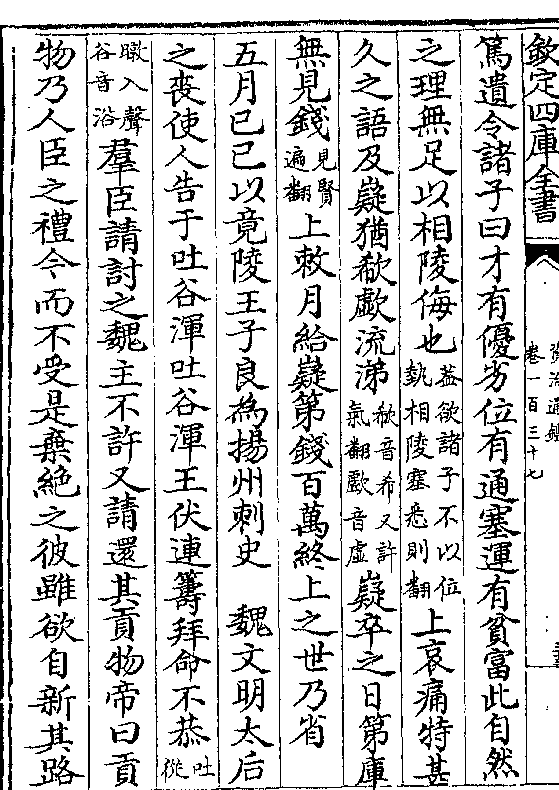 欽定四庫全書
資治通鑑
卷一百三十七
篤遺令諸子曰才有優劣位有通塞運有貧富此自然
之理無足以相陵侮也葢欲諸子不以位埶相陵塞悉則翻上哀痛特甚
久之語及嶷猶欷歔流涕欷音希又許氣翻歔音虛嶷卒之日第庫
無見錢見賢遍翻上敕月給嶷第錢百萬終上之世乃省
五月已己以竟陵王子良為揚州刺史　魏文明太后
之喪使人告于吐谷渾吐谷渾王伏連籌拜命不恭吐從
暾入聲谷音沿羣臣請討之魏主不許又請還其貢物帝曰貢
物乃人臣之禮今而不受是棄絶之彼雖欲自新其路